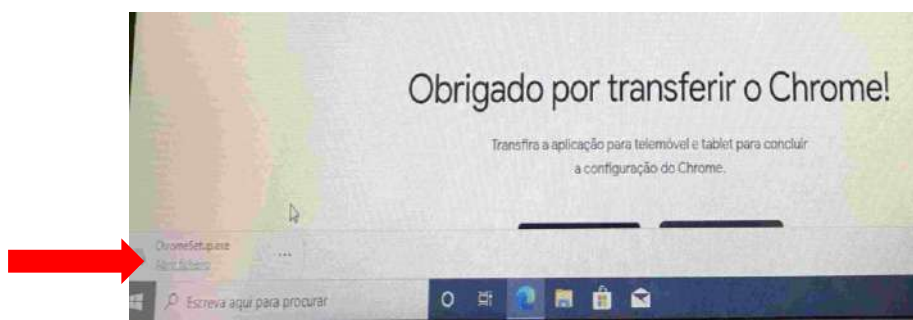 Obrigado por transferir o Chrome!
Transfira a aplicação para telemóvel e tablet para concluir
a configuração do Chrome.
ChromeSetup.exe
Abrir ficheiro
...
Escreva aqui para procurar